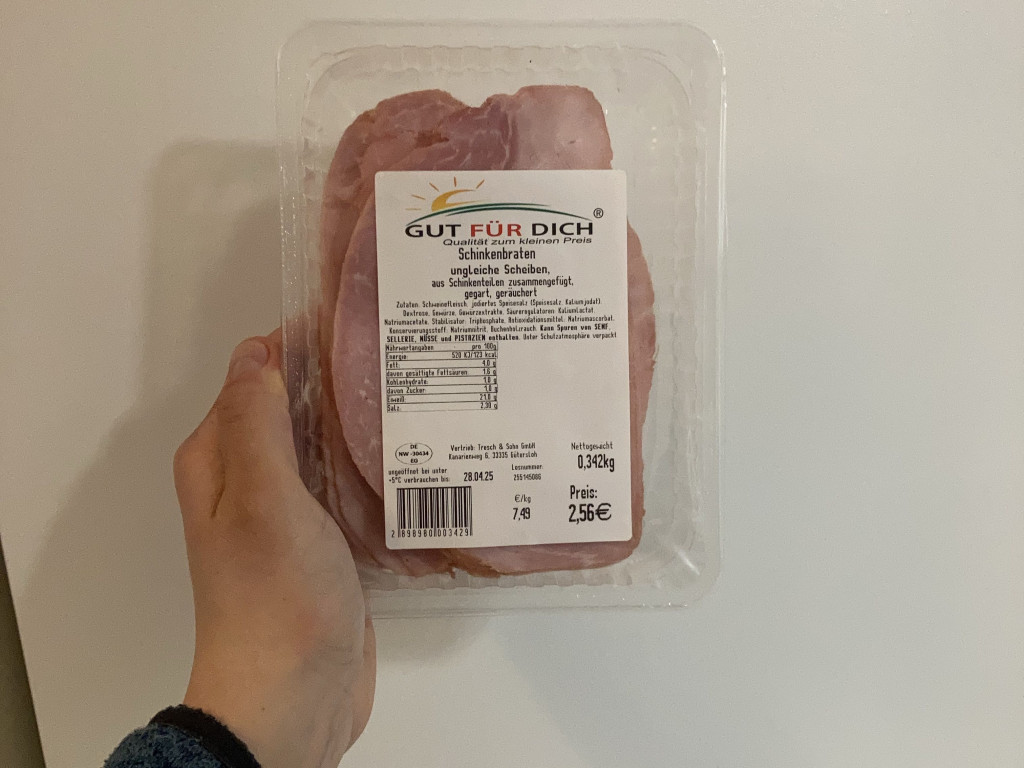 GUT FÜR DICH ®
Qualität zum kleinen Preis
Schinkenbraten
ungleiche Scheiben,
aus Schinkenteilen zusammengefügt,
gegart, geräuchert
Zutaten: Schweinefleisch, jodiertes Speisesalz (Speisesalz, Kaliumjodat),
Dextrose, Gewürze, Gewürzextrakte, Säureregulatoren: Kaliumlactat,
Natriumacetate, Stabilisator: Triphosphate, Antioxidationsmittel: Natriumascorbat,
Konservierungsstoff: Natriumnitrit, Buchenholzrauch. Kann Spuren von SENF,
SELLERIE, NÜSSE und PISTAZIEN enthalten. Unter Schutzatmosphäre verpackt
Nährwertangaben pro 100g
Energie: 520 KJ/123 kcal
Fett: 4,0 g
davon gesättigte Fettsäuren: 1,6 g
Kohlenhydrate: 1,0 g
davon Zucker: 1,0 g
Eiweiß: 21,0 g
Salz: 2,30 g
DE
NW-30434
EG
Vertrieb: Tresch & Sohn GmbH
Kanarienweg 6, 33335 Gütersloh
Nettogewicht
0,342kg
ungeöffnet bei unter
+5°C verbrauchen bis: 28.04.25
Losnummer:
255145086
€/kg
7,49
Preis:
2,56€
2 898980 003429